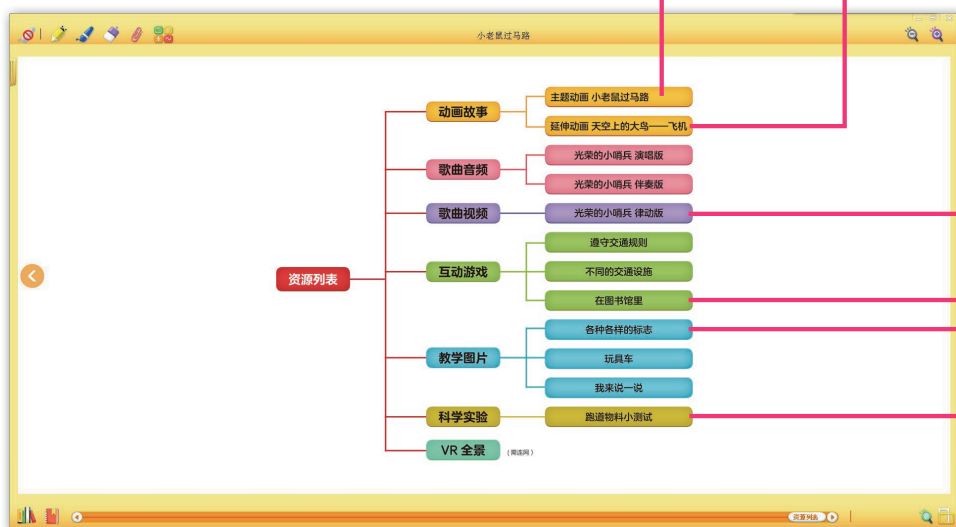 小老鼠过马路
资源列表
动画故事
主题动画 小老鼠过马路
延伸动画 天空上的大鸟——飞机
歌曲音频
光荣的小哨兵 演唱版
光荣的小哨兵 伴奏版
歌曲视频
光荣的小哨兵 律动版
互动游戏
遵守交通规则
不同的交通设施
在图书馆里
教学图片
各种各样的标志
玩具车
我来说一说
科学实验
跑道物料小测试
VR 全景 (需连网)
资源列表